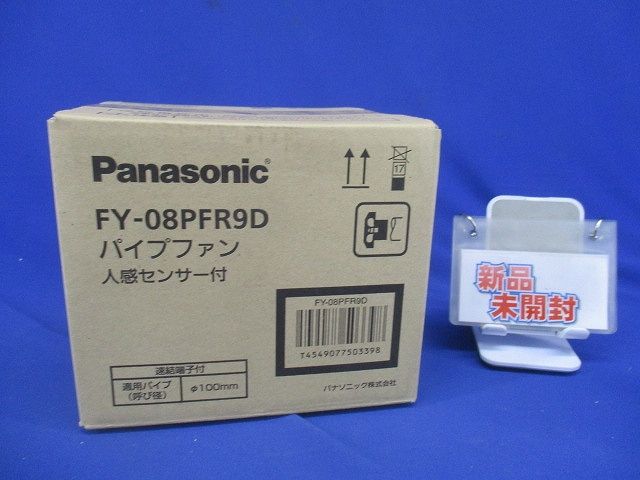 Panasonic®
FY-08PFR9D
パイプファン
人感センサー付
17
FY-08PFR9D
T4549077503398
パナソニック株式会社
速結端子付
適用パイプ
(呼び径)
φ100mm
新品
未開封